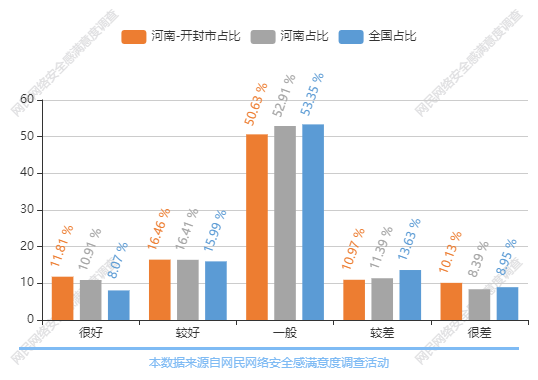 网民网络安全感满意度调查
网民网络安全感满意度调查
河南-开封市占比 河南占比 全国占比
60
50
40
30
20
10
0
11.81 % 10.91 % 8.07 %
16.46 % 16.41 % 15.99 %
50.63 % 52.91 % 53.35 %
10.97 % 11.39 % 13.63 %
10.13 % 8.39 % 8.95 %
很好 较好 一般 较差 很差
网民网络安全感满意度调查
网民网络安全感满意度调查
本数据来源自网民网络安全感满意度调查活动